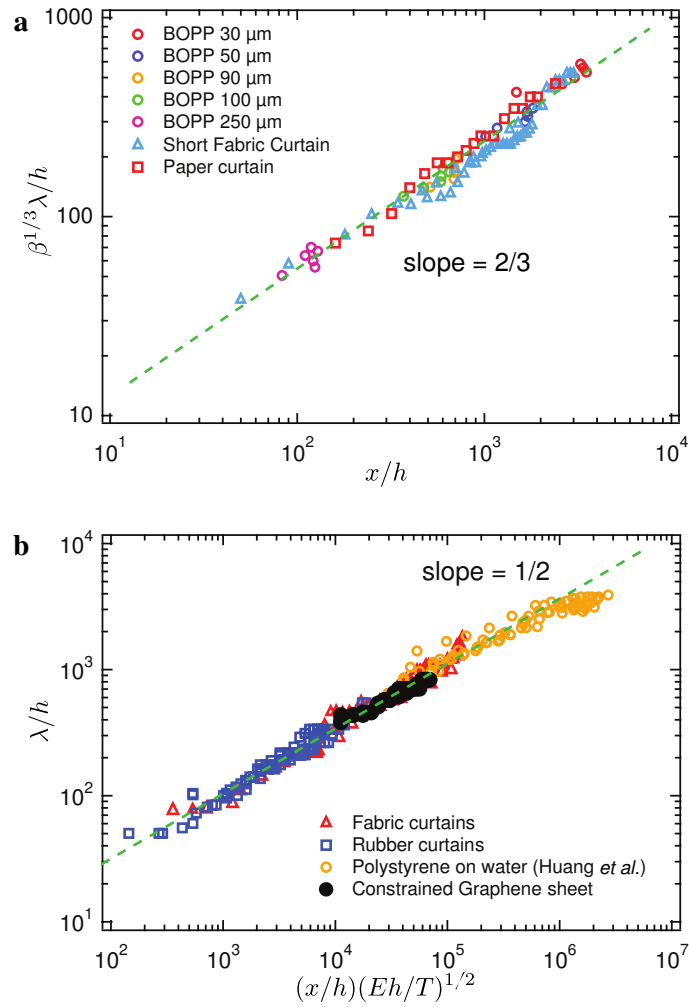 a
1000
100
10
β^{1/3}λ/h
BOPP 30 µm
BOPP 50 µm
BOPP 90 µm
BOPP 100 µm
BOPP 250 µm
Short Fabric Curtain
Paper curtain
slope = 2/3
10^1 10^2 10^3 10^4
x/h
b
10^4
10^3
10^2
10^1
λ/h
slope = 1/2
Fabric curtains
Rubber curtains
Polystyrene on water (Huang et al.)
Constrained Graphene sheet
10^2 10^3 10^4 10^5 10^6 10^7
(x/h)(Eh/T)^{1/2}